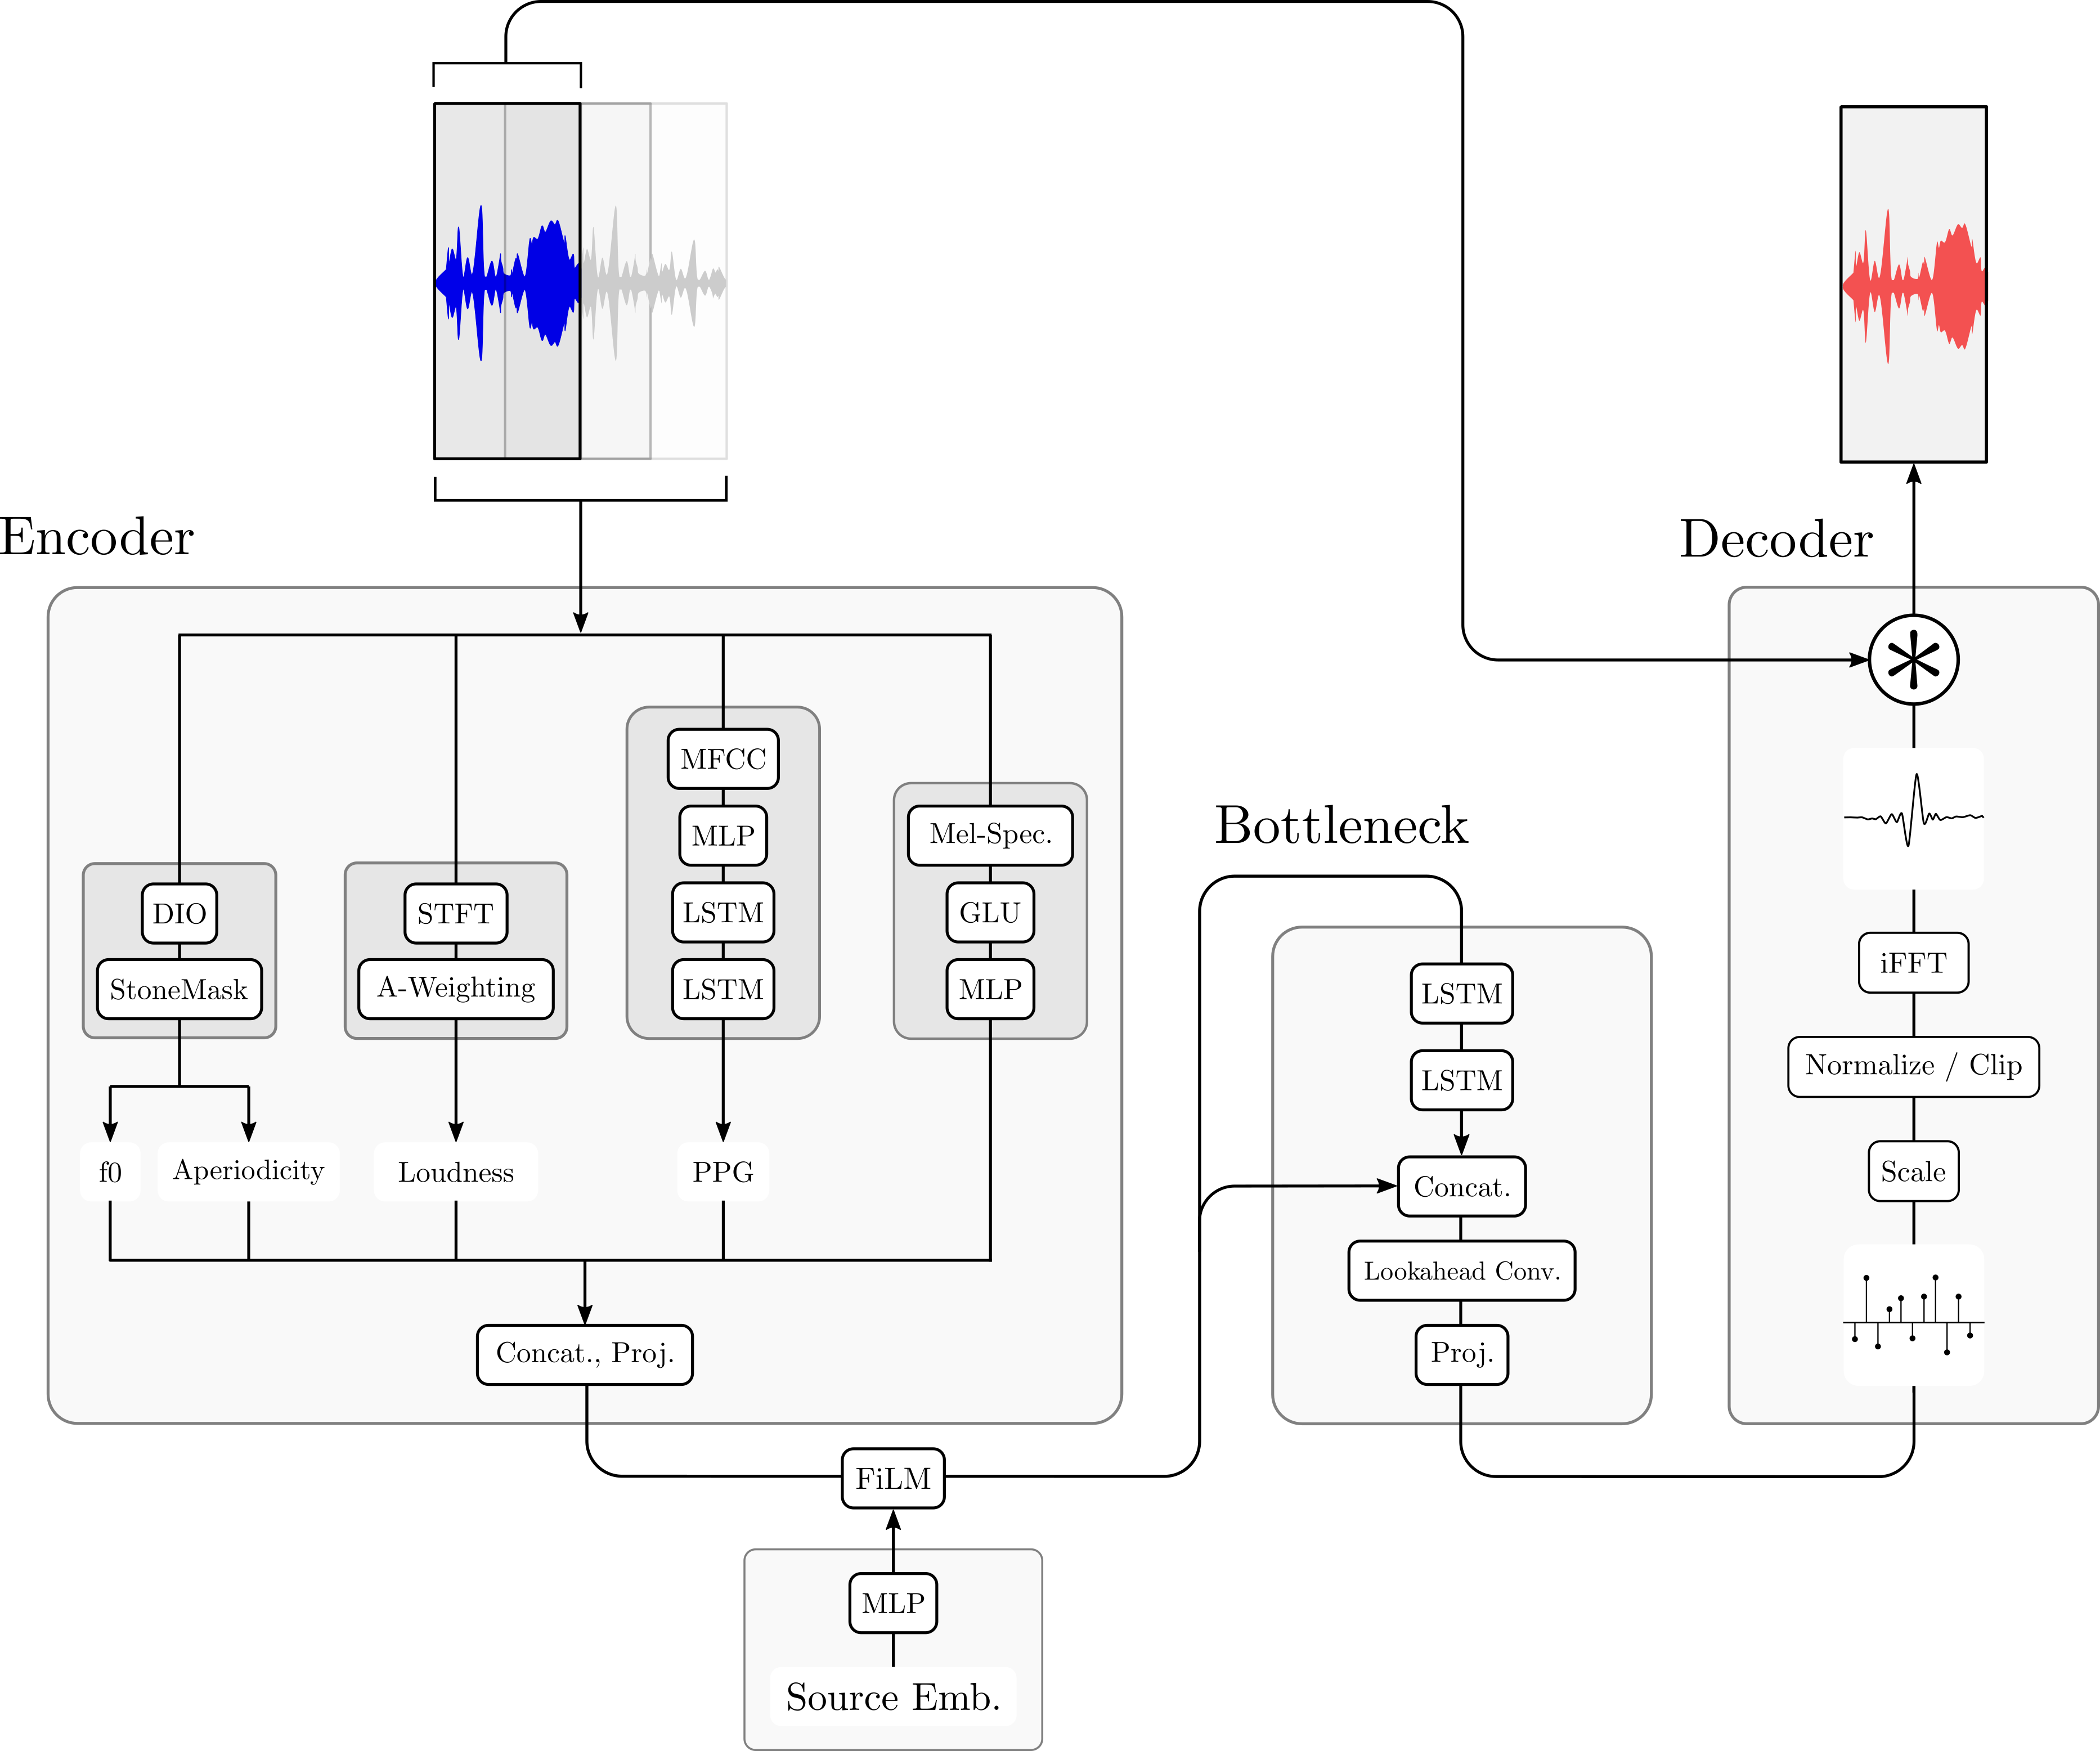 Encoder
DIO
StoneMask
f0
Aperiodicity
STFT
A-Weighting
Loudness
MFCC
MLP
LSTM
LSTM
PPG
Mel-Spec.
GLU
MLP
Concat., Proj.
FiLM
MLP
Source Emb.
Bottleneck
LSTM
LSTM
Concat.
Lookahead Conv.
Proj.
Decoder
iFFT
Normalize / Clip
Scale